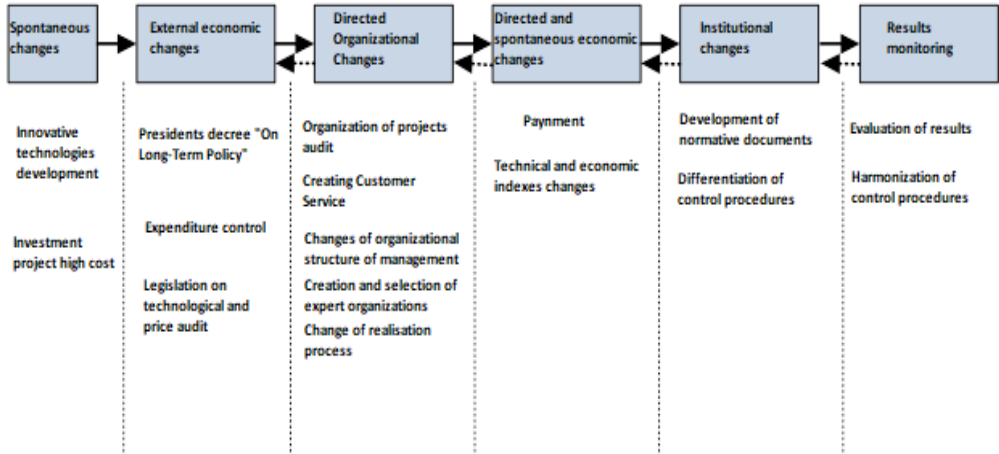 Spontaneous
changes
External economic
changes
Directed
Organizational
Changes
Directed and
spontaneous economic
changes
Institutional
changes
Results
monitoring
Innovative
technologies
development
Investment
project high cost
Presidents decree "On
Long-Term Policy"
Expenditure control
Legislation on
technological and
price audit
Organization of projects
audit
Creating Customer
Service
Changes of organizational
structure of management
Creation and selection of
expert organizations
Change of realisation
process
Paynment
Technical and economic
indexes changes
Development of
normative documents
Differentiation of
control procedures
Evaluation of results
Harmonization of
control procedures